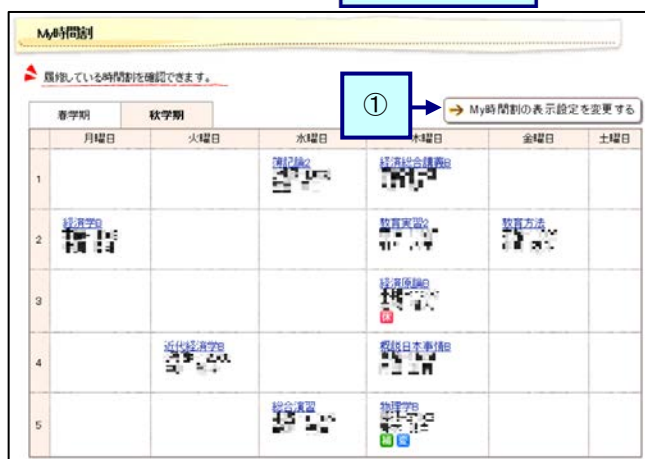 My時間割
履修している時間割を確認できます。
①
→ My時間割の表示設定を変更する
春学期 秋学期
月曜日 火曜日 水曜日 木曜日 金曜日 土曜日
1 簿記論2 経済総合講義B
2 経済学B 教育実習2 教育方法
3 経済原論B
休
4 近代経済学B 概説日本事情B
5 総合演習 物理学B
補 変